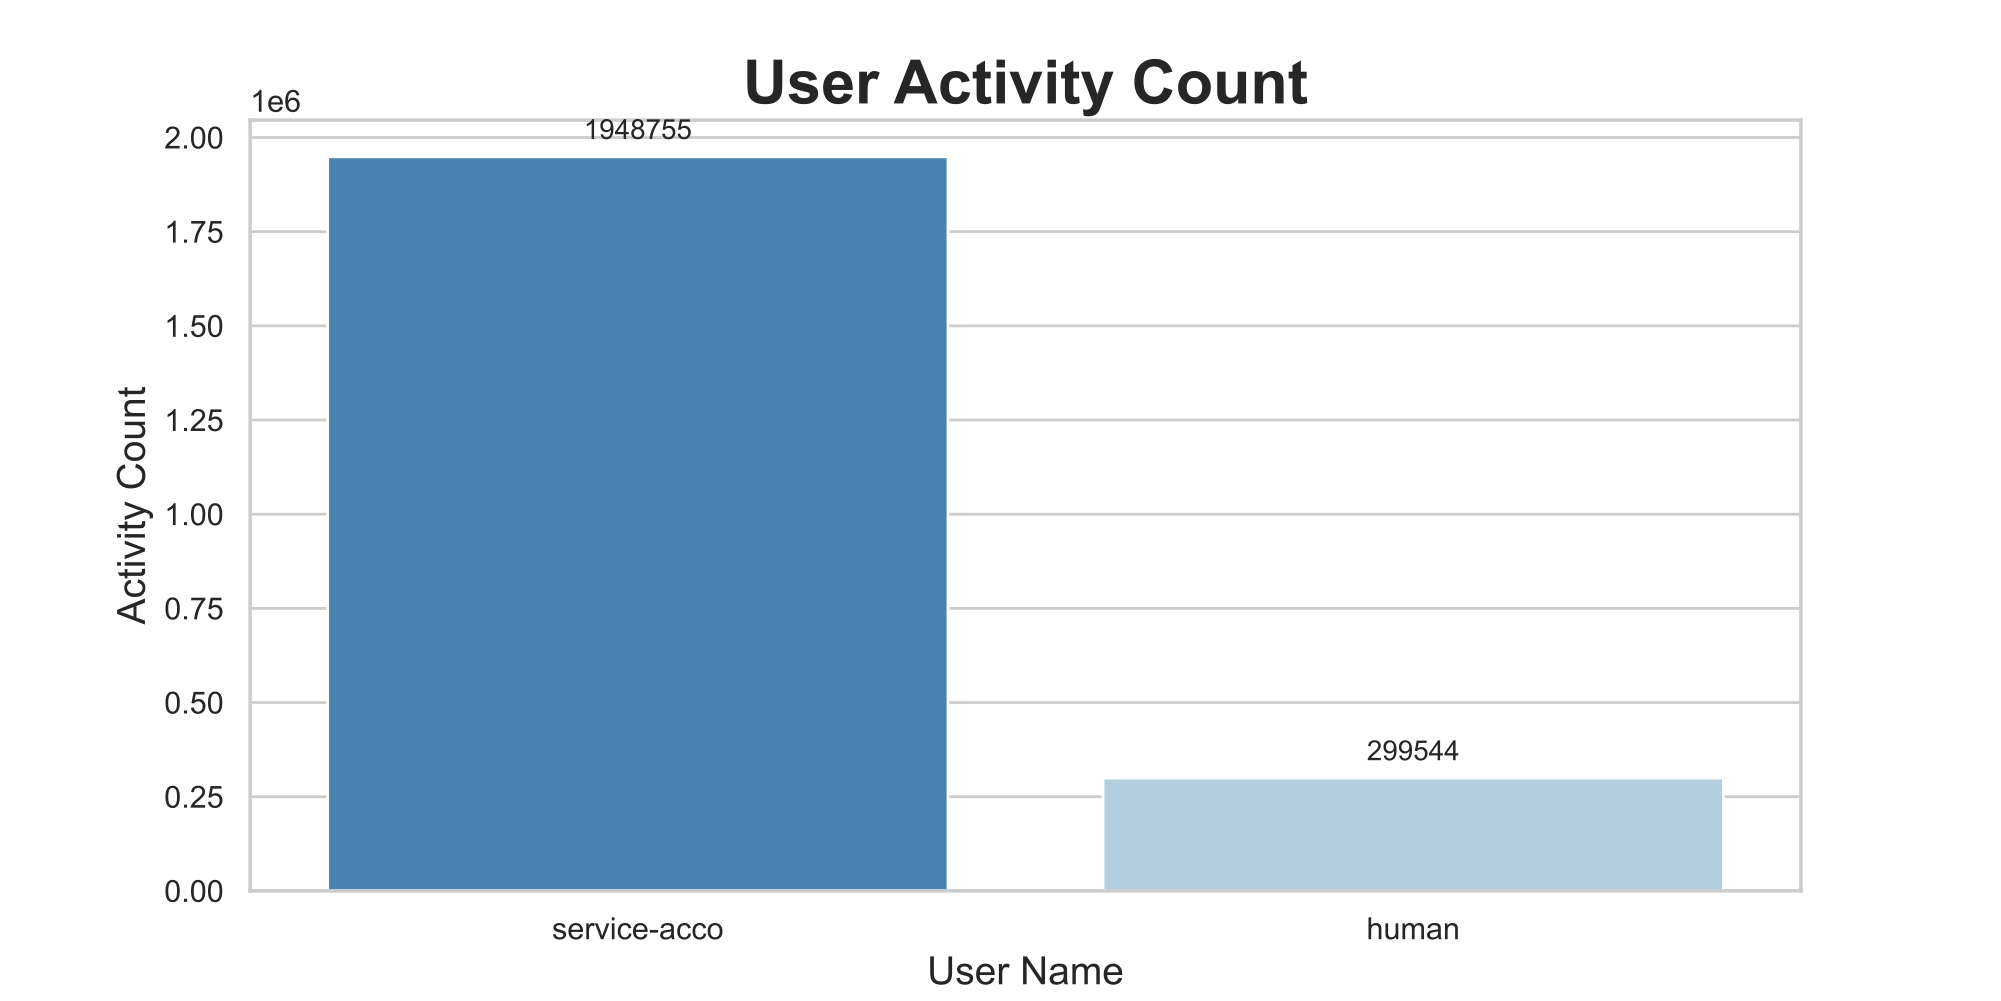 User Activity Count
1e6
2.00
1948755
1.75
1.50
1.25
1.00
0.75
0.50
299544
0.25
0.00
Activity Count
service-acco
human
User Name